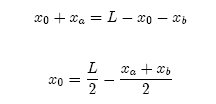 x₀ + xₐ = L − x₀ − x_b
x₀ = L/2 − (xₐ + x_b)/2